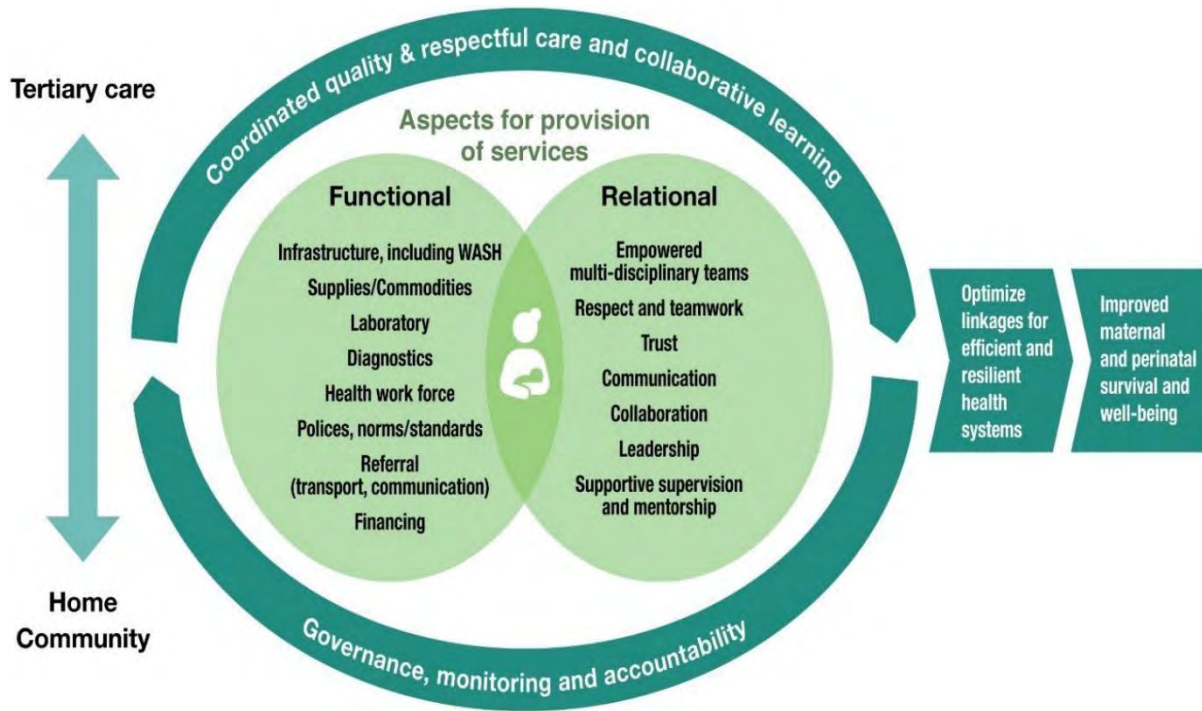 Coordinated quality & respectful care and collaborative learning
Tertiary care
Home
Community
Aspects for provision
of services
Functional
Infrastructure, including WASH
Supplies/Commodities
Laboratory
Diagnostics
Health work force
Polices, norms/standards
Referral
(transport, communication)
Financing
Relational
Empowered
multi-disciplinary teams
Respect and teamwork
Trust
Communication
Collaboration
Leadership
Supportive supervision
and mentorship
Governance, monitoring and accountability
Optimize
linkages for
efficient and
resilient
health
systems
Improved
maternal
and perinatal
survival and
well-being